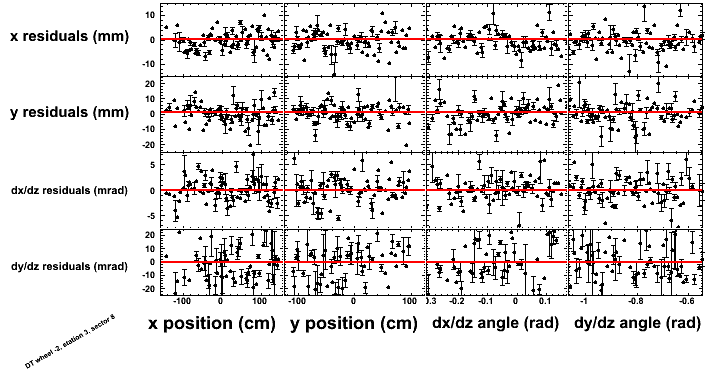 x residuals (mm)
10
0
-10
y residuals (mm)
20
10
0
-10
-20
dx/dz residuals (mrad)
5
0
-5
dy/dz residuals (mrad)
20
10
0
-10
-20
-100 0 100 -100 0 100 0.3 -0.2 -0.1 0 0.1 -1 -0.8 -0.6
x position (cm) y position (cm) dx/dz angle (rad) dy/dz angle (rad)
DT wheel -2, station 3, sector 8